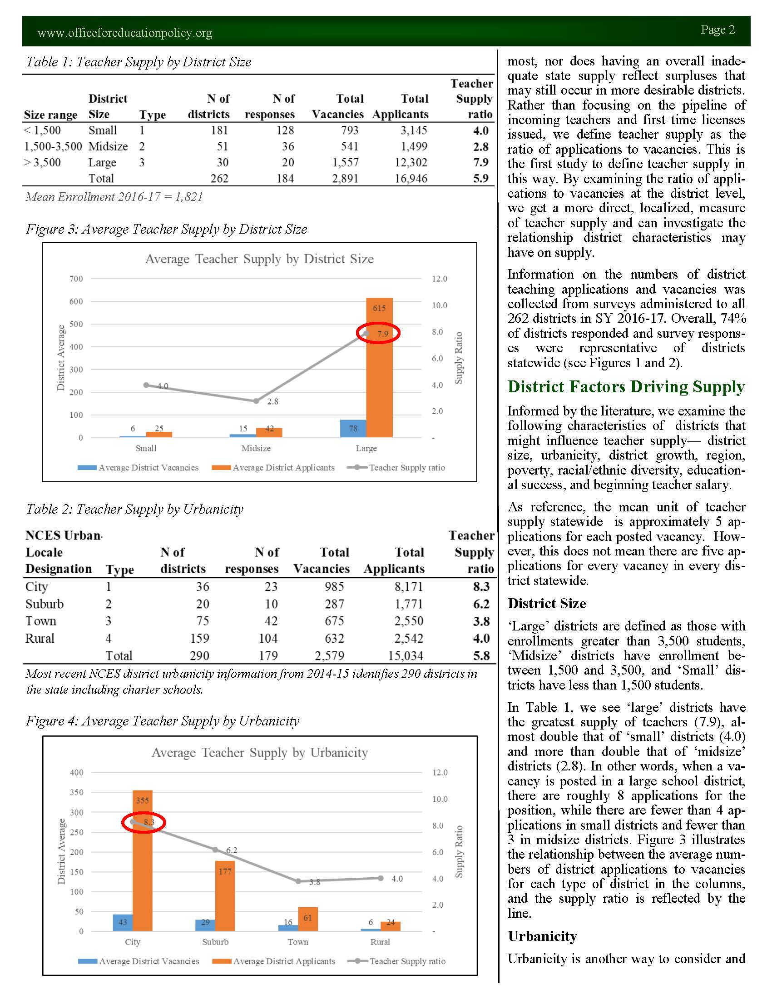 www.officeforeducationpolicy.org
Page 2
Table 1: Teacher Supply by District Size
Size range District Size Type N of districts N of responses Total Vacancies Total Applicants Teacher Supply ratio
< 1,500 Small 1 181 128 793 3,145 4.0
1,500-3,500 Midsize 2 51 36 541 1,499 2.8
> 3,500 Large 3 30 20 1,557 12,302 7.9
Total 262 184 2,891 16,946 5.9
Mean Enrollment 2016-17 = 1,821
Figure 3: Average Teacher Supply by District Size
Average Teacher Supply by District Size
District Average
700
600
500
400
300
200
100
0
12.0
10.0
8.0
6.0
4.0
2.0
-
Supply Ratio
615
7.9
4.0
2.8
6 25 15 42 78
Small Midsize Large
Average District Vacancies Average District Applicants Teacher Supply ratio
Table 2: Teacher Supply by Urbanicity
NCES Urban- Locale Designation Type N of districts N of responses Total Vacancies Total Applicants Teacher Supply ratio
City 1 36 23 985 8,171 8.3
Suburb 2 20 10 287 1,771 6.2
Town 3 75 42 675 2,550 3.8
Rural 4 159 104 632 2,542 4.0
Total 290 179 2,579 15,034 5.8
Most recent NCES district urbanicity information from 2014-15 identifies 290 districts in
the state including charter schools.
Figure 4: Average Teacher Supply by Urbanicity
Average Teacher Supply by Urbanicity
District Average
400
350
300
250
200
150
100
50
0
12.0
10.0
8.0
6.0
4.0
2.0
-
Supply Ratio
355
8.3
6.2
177
3.8
4.0
43 29 16 61 6 24
City Suburb Town Rural
Average District Vacancies Average District Applicants Teacher Supply ratio
most, nor does having an overall inade-
quate state supply reflect surpluses that
may still occur in more desirable districts.
Rather than focusing on the pipeline of
incoming teachers and first time licenses
issued, we define teacher supply as the
ratio of applications to vacancies. This is
the first study to define teacher supply in
this way. By examining the ratio of appli-
cations to vacancies at the district level,
we get a more direct, localized, measure
of teacher supply and can investigate the
relationship district characteristics may
have on supply.
Information on the numbers of district
teaching applications and vacancies was
collected from surveys administered to all
262 districts in SY 2016-17. Overall, 74%
of districts responded and survey respons-
es were representative of districts
statewide (see Figures 1 and 2).
District Factors Driving Supply
Informed by the literature, we examine the
following characteristics of districts that
might influence teacher supply— district
size, urbanicity, district growth, region,
poverty, racial/ethnic diversity, education-
al success, and beginning teacher salary.
As reference, the mean unit of teacher
supply statewide is approximately 5 ap-
plications for each posted vacancy. How-
ever, this does not mean there are five ap-
plications for every vacancy in every dis-
trict statewide.
District Size
‘Large’ districts are defined as those with
enrollments greater than 3,500 students,
‘Midsize’ districts have enrollment be-
tween 1,500 and 3,500, and ‘Small’ dis-
tricts have less than 1,500 students.
In Table 1, we see ‘large’ districts have
the greatest supply of teachers (7.9), al-
most double that of ‘small’ districts (4.0)
and more than double that of ‘midsize’
districts (2.8). In other words, when a va-
cancy is posted in a large school district,
there are roughly 8 applications for the
position, while there are fewer than 4 ap-
plications in small districts and fewer than
3 in midsize districts. Figure 3 illustrates
the relationship between the average num-
bers of district applications to vacancies
for each type of district in the columns,
and the supply ratio is reflected by the
line.
Urbanicity
Urbanicity is another way to consider and